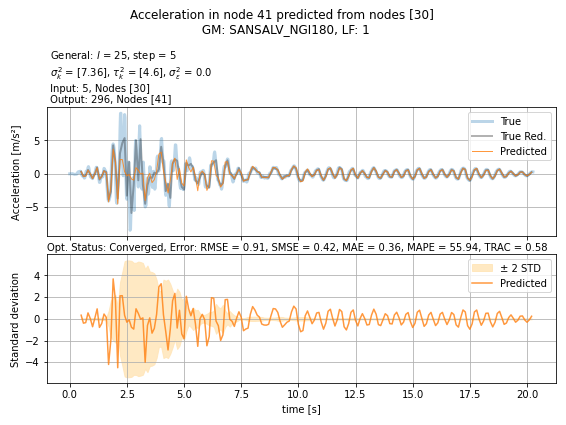 Acceleration in node 41 predicted from nodes [30]
GM: SANSALV_NGI180, LF: 1
General: l = 25, step = 5
σ²ₖ = [7.36], τ²ₖ = [4.6], σ²ε = 0.0
Input: 5, Nodes [30]
Output: 296, Nodes [41]
True
True Red.
Predicted
Acceleration [m/s²]
5
0
−5
Opt. Status: Converged, Error: RMSE = 0.91, SMSE = 0.42, MAE = 0.36, MAPE = 55.94, TRAC = 0.58
± 2 STD
Predicted
Standard deviation
4
2
0
−2
−4
0.0 2.5 5.0 7.5 10.0 12.5 15.0 17.5 20.0
time [s]